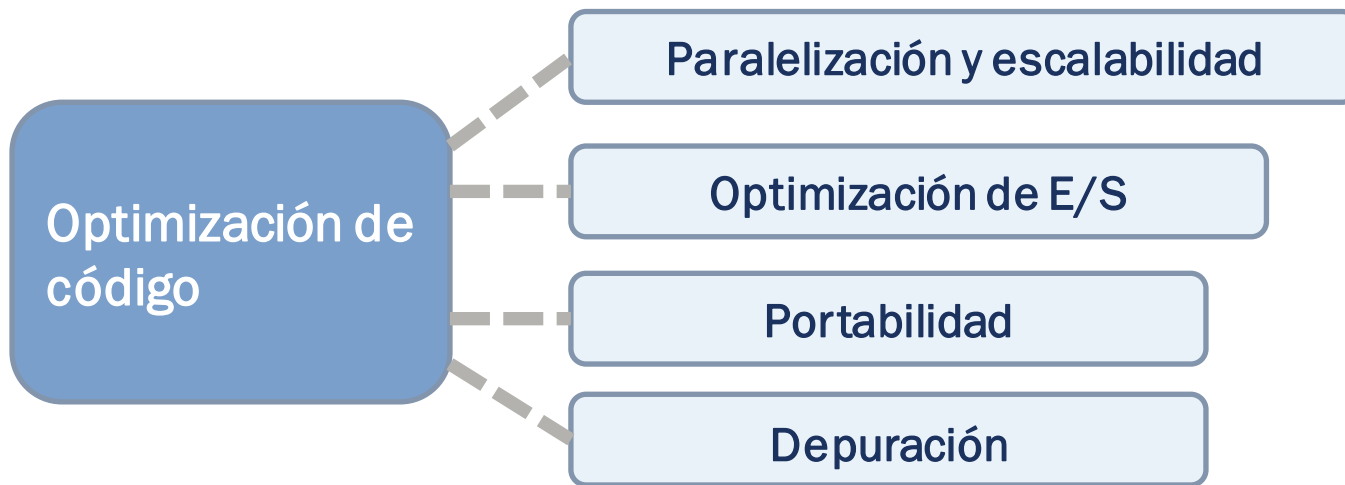 Paralelización y escalabilidad
Optimización de E/S
Optimización de
código
Portabilidad
Depuración